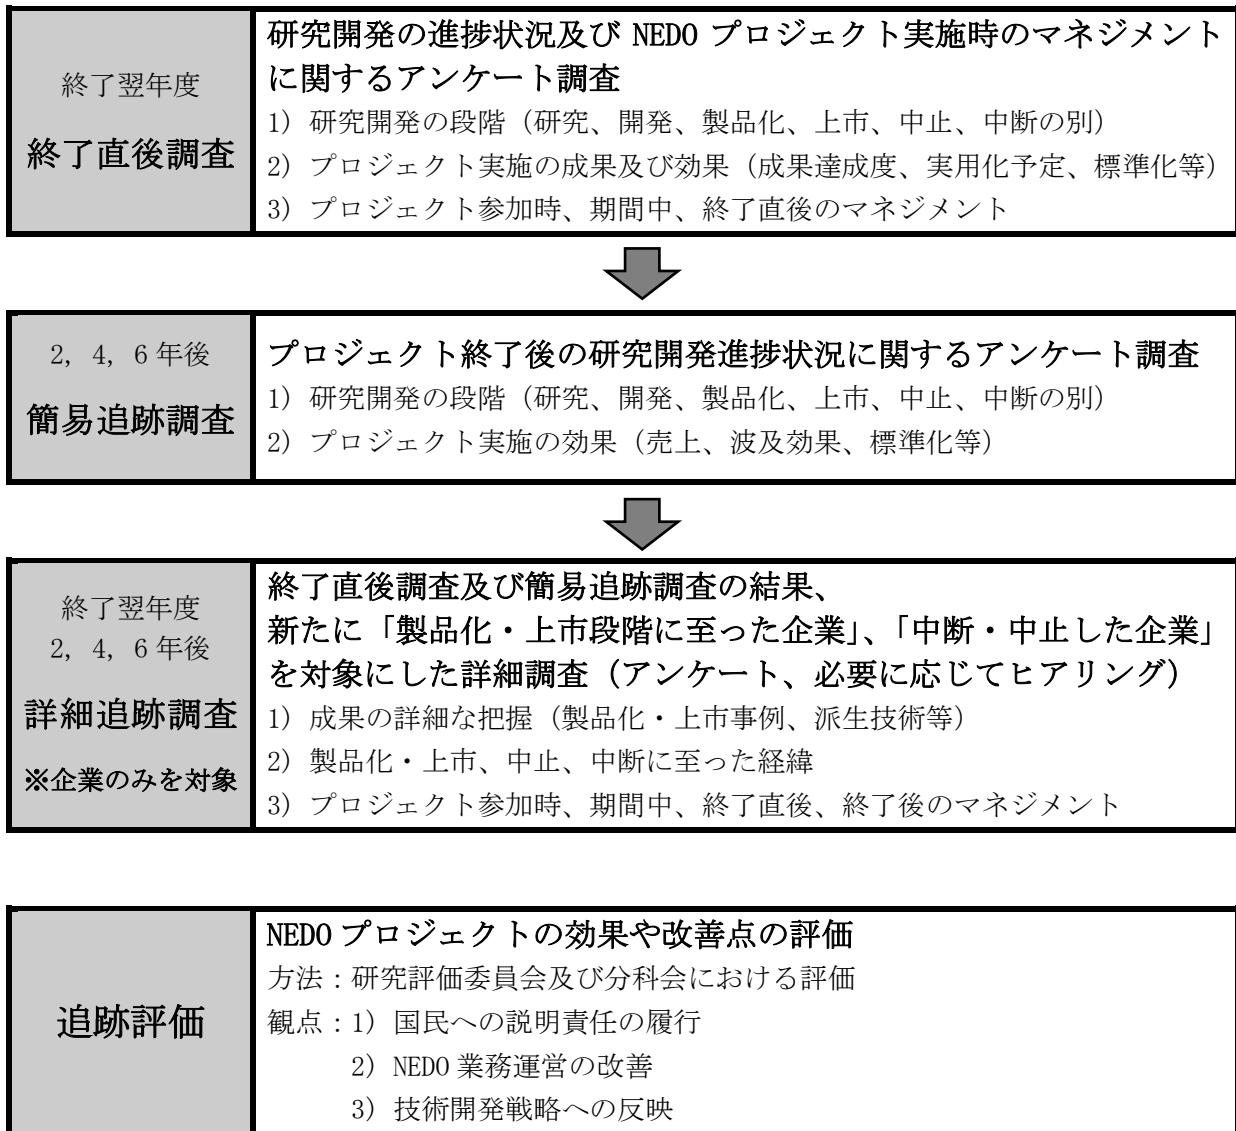 終了翌年度
終了直後調査
研究開発の進捗状況及び NEDO プロジェクト実施時のマネジメント
に関するアンケート調査
1) 研究開発の段階（研究、開発、製品化、上市、中止、中断の別）
2) プロジェクト実施の成果及び効果（成果達成度、実用化予定、標準化等）
3) プロジェクト参加時、期間中、終了直後のマネジメント
2, 4, 6 年後
簡易追跡調査
プロジェクト終了後の研究開発進捗状況に関するアンケート調査
1) 研究開発の段階（研究、開発、製品化、上市、中止、中断の別）
2) プロジェクト実施の効果（売上、波及効果、標準化等）
終了翌年度
2, 4, 6 年後
詳細追跡調査
※企業のみを対象
終了直後調査及び簡易追跡調査の結果、
新たに「製品化・上市段階に至った企業」、「中断・中止した企業」
を対象にした詳細調査（アンケート、必要に応じてヒアリング）
1) 成果の詳細な把握（製品化・上市事例、派生技術等）
2) 製品化・上市、中止、中断に至った経緯
3) プロジェクト参加時、期間中、終了直後、終了後のマネジメント
追跡評価
NEDO プロジェクトの効果や改善点の評価
方法：研究評価委員会及び分科会における評価
観点：1) 国民への説明責任の履行
2) NEDO 業務運営の改善
3) 技術開発戦略への反映